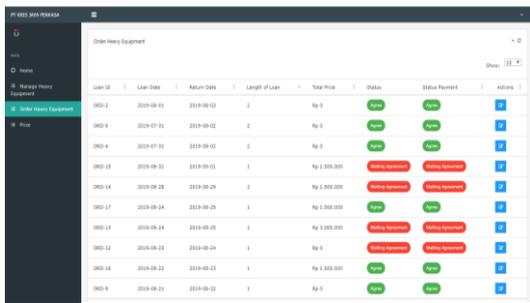 PT KRES JAYA PERKASA
Order Heavy Equipment
Show: 10
MAIN
Home
Manage Heavy
Equipment
Order Heavy Equipment
Price
Loan Id Loan Date Return Date Length of Loan Total Price Status Status Payment Actions
ORD-2 2019-08-01 2019-08-03 2 Rp 0 Agree Agree
ORD-5 2019-07-31 2019-08-02 2 Rp 0 Agree Agree
ORD-4 2019-07-31 2019-08-02 2 Rp 0 Agree Agree
ORD-15 2019-08-31 2019-09-01 1 Rp 1.500.000 Waiting Agreement Waiting Agreement
ORD-14 2019-08-28 2019-08-29 1 Rp 1.500.000 Waiting Agreement Waiting Agreement
ORD-17 2019-08-24 2019-08-25 1 Rp 1.500.000 Agree Agree
ORD-13 2019-08-24 2019-08-25 1 Rp 1.500.000 Waiting Agreement Waiting Agreement
ORD-12 2019-08-23 2019-08-24 1 Rp 0 Waiting Agreement Waiting Agreement
ORD-16 2019-08-22 2019-08-23 1 Rp 1.500.000 Agree Agree
ORD-9 2019-08-21 2019-08-22 1 Rp 0 Agree Agree